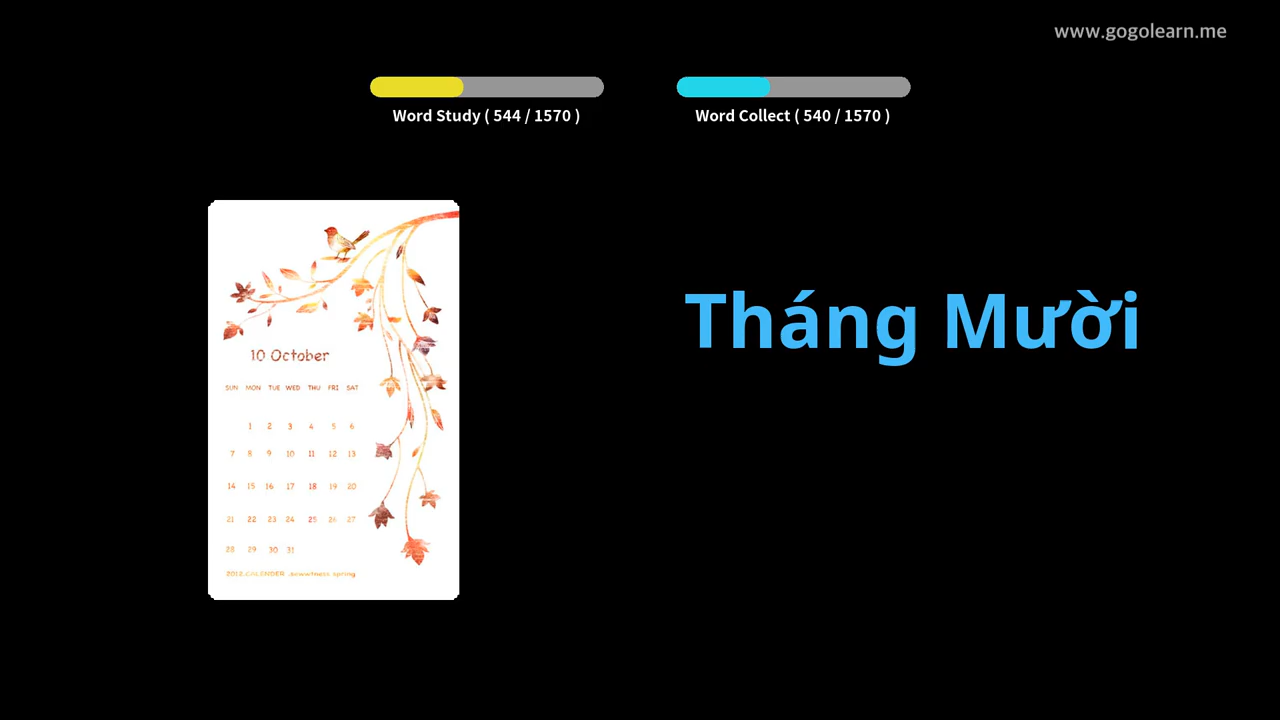 www.gogolearn.me
Word Study ( 544 / 1570 )
Word Collect ( 540 / 1570 )
Tháng Mười
10 October
SUN MON TUE WED THU FRI SAT
1 2 3 4 5 6
7 8 9 10 11 12 13
14 15 16 17 18 19 20
21 22 23 24 25 26 27
28 29 30 31
2012.CALENDER spring